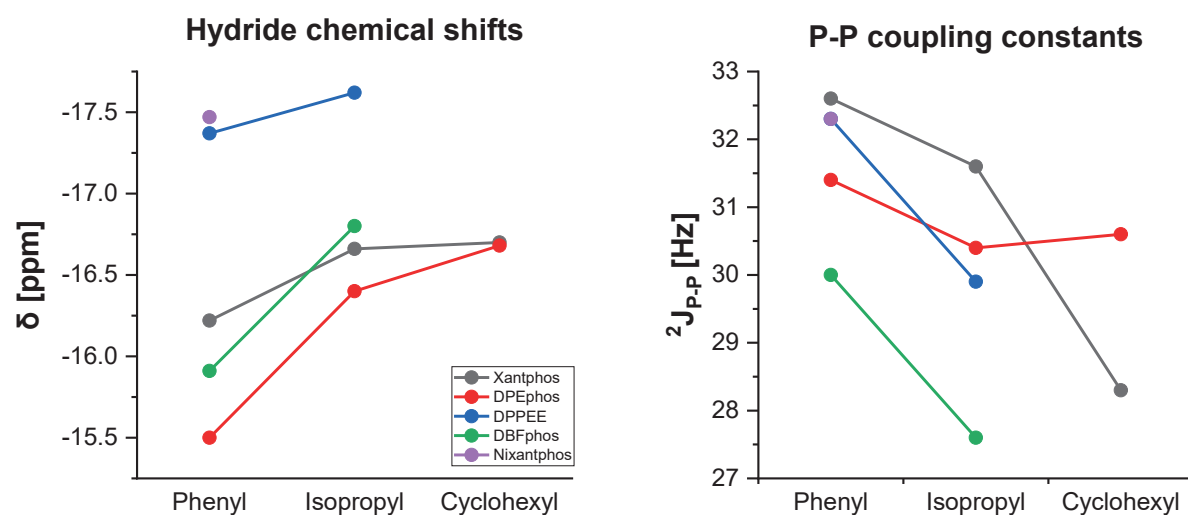 Hydride chemical shifts
δ [ppm]
-17.5
-17.0
-16.5
-16.0
-15.5
Phenyl
Isopropyl
Cyclohexyl
Xantphos
DPEphos
DPPEE
DBFphos
Nixantphos
P-P coupling constants
²J_P-P [Hz]
33
32
31
30
29
28
27
Phenyl
Isopropyl
Cyclohexyl